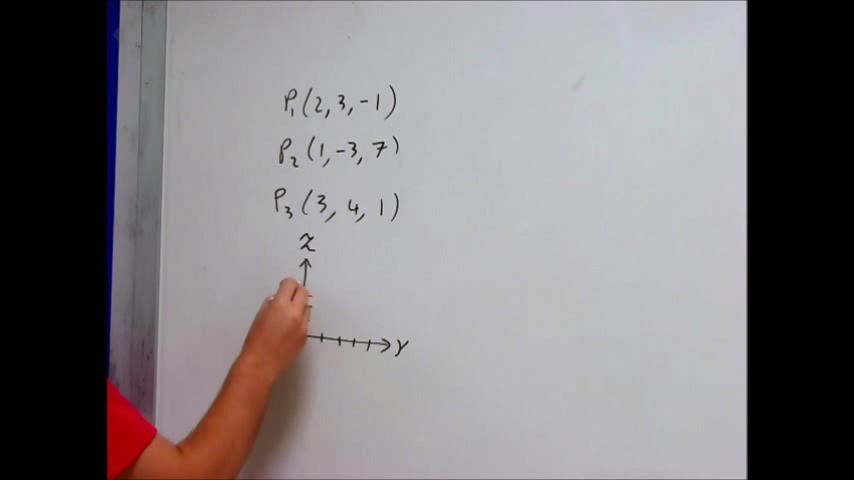 P₁(2, 3, -1)
P₂(1, -3, 7)
P₃(3, 4, 1)
z
y